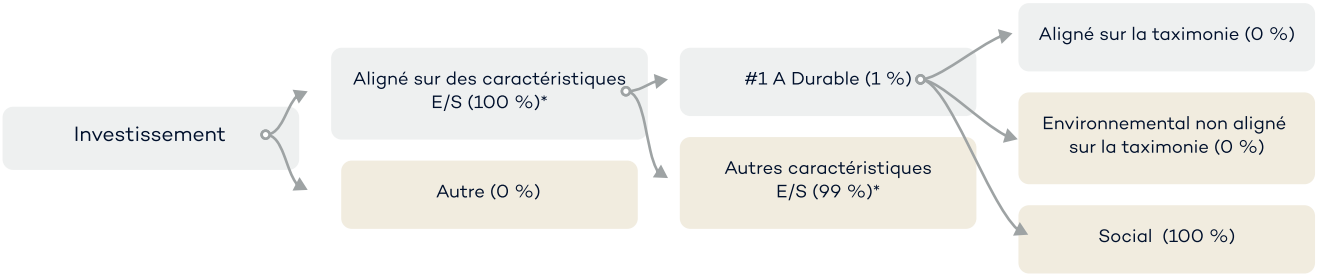 Investissement
Aligné sur des caractéristiques
E/S (100 %)*
Autre (0 %)
#1 A Durable (1 %)
Autres caractéristiques
E/S (99 %)*
Aligné sur la taximonie (0 %)
Environnemental non aligné
sur la taximonie (0 %)
Social (100 %)